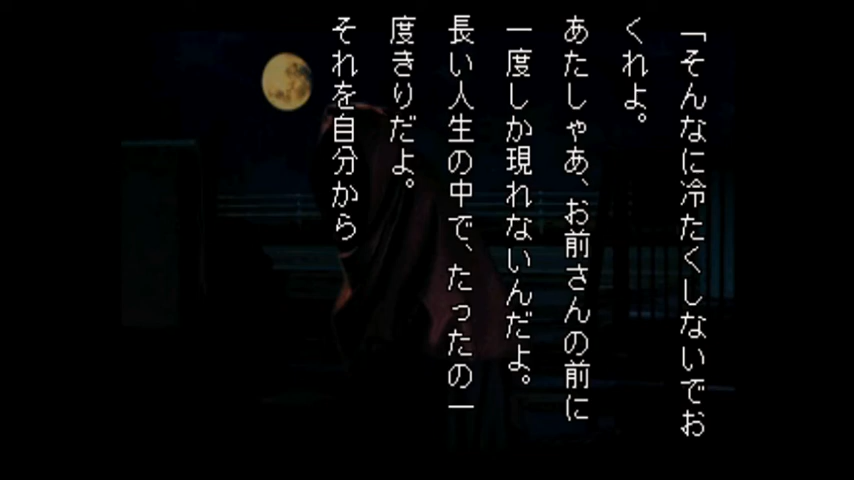 「そんなに冷たくしないでお
くれよ。
あたしゃあ、お前さんの前に
一度しか現れないんだよ。
長い人生の中で、たったの一
度きりだよ。
それを自分から